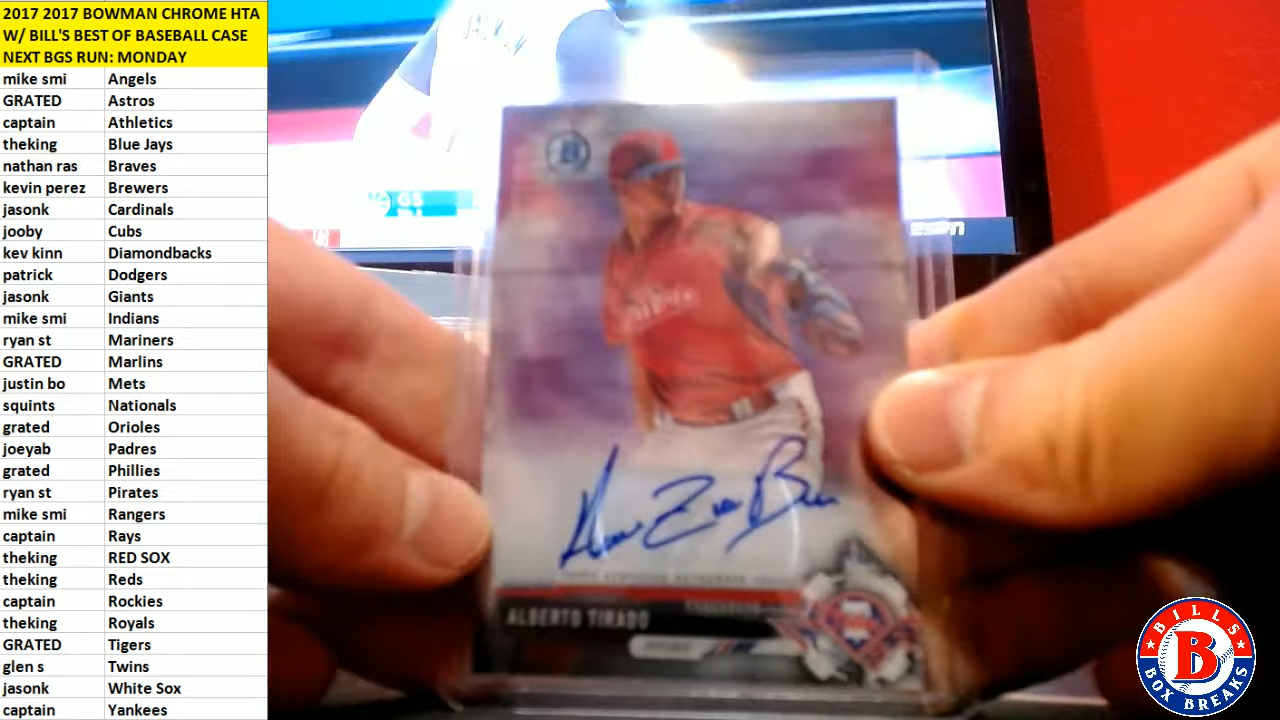 2017 2017 BOWMAN CHROME HTA
W/ BILL'S BEST OF BASEBALL CASE
NEXT BGS RUN: MONDAY
mike smi Angels
GRATED Astros
captain Athletics
theking Blue Jays
nathan ras Braves
kevin perez Brewers
jasonk Cardinals
jooby Cubs
kev kinn Diamondbacks
patrick Dodgers
jasonk Giants
mike smi Indians
ryan st Mariners
GRATED Marlins
justin bo Mets
squints Nationals
grated Orioles
joeyab Padres
grated Phillies
ryan st Pirates
mike smi Rangers
captain Rays
theking RED SOX
theking Reds
captain Rockies
theking Royals
GRATED Tigers
glen s Twins
jasonk White Sox
captain Yankees
B
ESPN
ALBERTO TIRADO
BILLS
B
BOX BREAKS